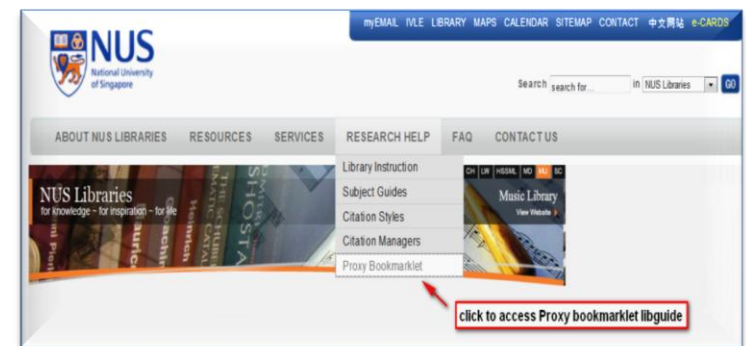 myEMAIL IVLE LIBRARY MAPS CALENDAR SITEMAP CONTACT 中文网站 e-CARDS
NUS
National University
of Singapore
Search search for... in NUS Libraries GO
ABOUT NUS LIBRARIES RESOURCES SERVICES RESEARCH HELP FAQ CONTACT US
Library Instruction
Subject Guides
Citation Styles
Citation Managers
Proxy Bookmarklet
NUS Libraries
for knowledge ~ for inspiration ~ for life
CH LW HSSML MD MU SC
Music Library
View Website
click to access Proxy bookmarklet libguide